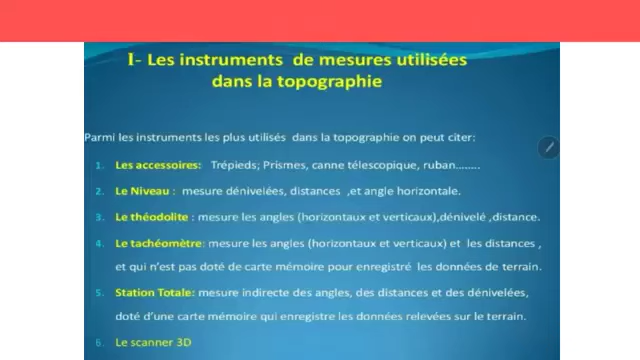 I- Les instruments de mesures utilisées
dans la topographie
Parmi les instruments les plus utilisés dans la topographie on peut citer:
1. Les accessoires: Trépieds; Prismes, canne télescopique, ruban……..
2. Le Niveau : mesure dénivelées, distances ,et angle horizontale.
3. Le théodolite : mesure les angles (horizontaux et verticaux),dénivelé ,distance.
4. Le tachéomètre: mesure les angles (horizontaux et verticaux) et les distances ,
et qui n’est pas doté de carte mémoire pour enregistré les données de terrain.
5. Station Totale: mesure indirecte des angles, des distances et des dénivelées,
doté d’une carte mémoire qui enregistre les données relevées sur le terrain.
6. Le scanner 3D